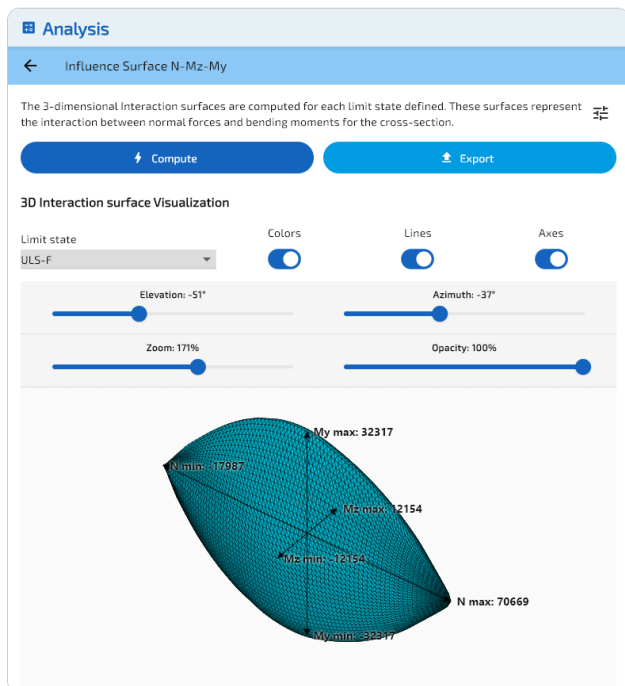 Analysis
Influence Surface N-Mz-My
The 3-dimensional Interaction surfaces are computed for each limit state defined. These surfaces represent
the interaction between normal forces and bending moments for the cross-section.
Compute
Export
3D Interaction surface Visualization
Limit state
Colors
Lines
Axes
ULS-F
Elevation: -51°
Azimuth: -37°
Zoom: 171%
Opacity: 100%
My max: 32317
N min: -17987
Mz max: 12154
Mz min: -12154
N max: 70669
My min: -32317